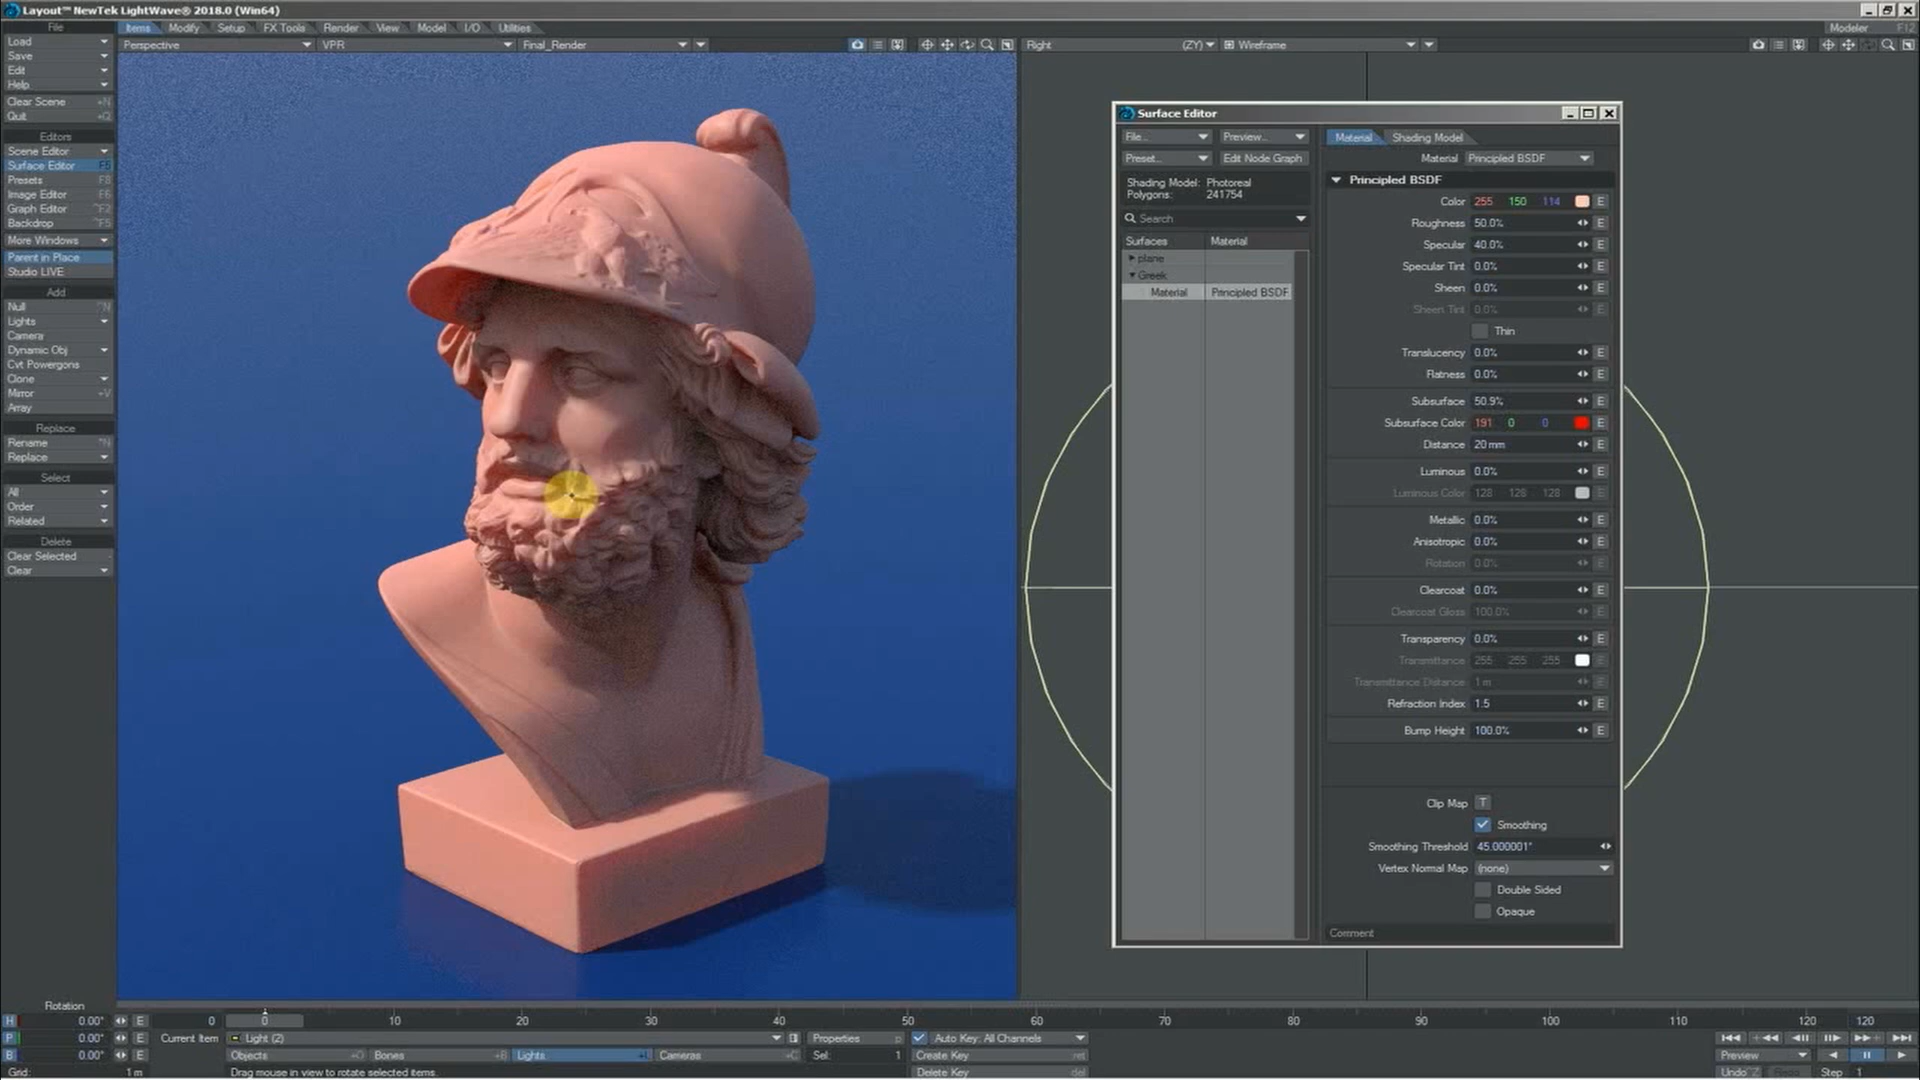 Layout™ NewTek LightWave® 2018.0 (Win64)
File Items Modify Setup FX Tools Render View Model I/O Utilities Modeler F12
Perspective VPR Final_Render Right (ZY) Wireframe
Load
Save
Edit
Help
Clear Scene +N
Quit +Q
Editors
Scene Editor
Surface Editor F5
Presets F8
Image Editor F6
Graph Editor ^F2
Backdrop ^F5
More Windows
Parent in Place
Studio LIVE
Add
Null ^N
Lights
Camera
Dynamic Obj
Cvt Powergons
Clone
Mirror +V
Array
Replace
Rename ^N
Replace
Select
All
Order
Related
Delete
Clear Selected -
Clear
Surface Editor
File... Preview...
Preset... Edit Node Graph
Shading Model: Photoreal
Polygons: 241754
Search
Surfaces Material
plane
Greek
Material Principled BSDF
Material Shading Model
Material Principled BSDF
Principled BSDF
Color 255 150 114 E
Roughness 50.0% E
Specular 40.0% E
Specular Tint 0.0% E
Sheen 0.0% E
Sheen Tint 0.0% E
Thin
Translucency 0.0% E
Flatness 0.0% E
Subsurface 50.9% E
Subsurface Color 191 0 0 E
Distance 20 mm E
Luminous 0.0% E
Luminous Color 128 128 128 E
Metallic 0.0% E
Anisotropic 0.0% E
Rotation 0.0% E
Clearcoat 0.0% E
Clearcoat Gloss 100.0% E
Transparency 0.0% E
Transmittance 255 255 255 E
Transmittance Distance 1 m E
Refraction Index 1.5 E
Bump Height 100.0% E
Clip Map T
Smoothing
Smoothing Threshold 45.000001°
Vertex Normal Map (none)
Double Sided
Opaque
Comment
Rotation
H 0.00° E 0 0 10 20 30 40 50 60 70 80 90 100 110 120 120
P 0.00° E Current Item Light (2) Properties p Auto Key: All Channels
B 0.00° E Objects +O Bones +B Lights +L Cameras +C Sel: 1 Create Key ret Preview
Grid: 1 m Drag mouse in view to rotate selected items. Delete Key del Undo ^Z Step 1